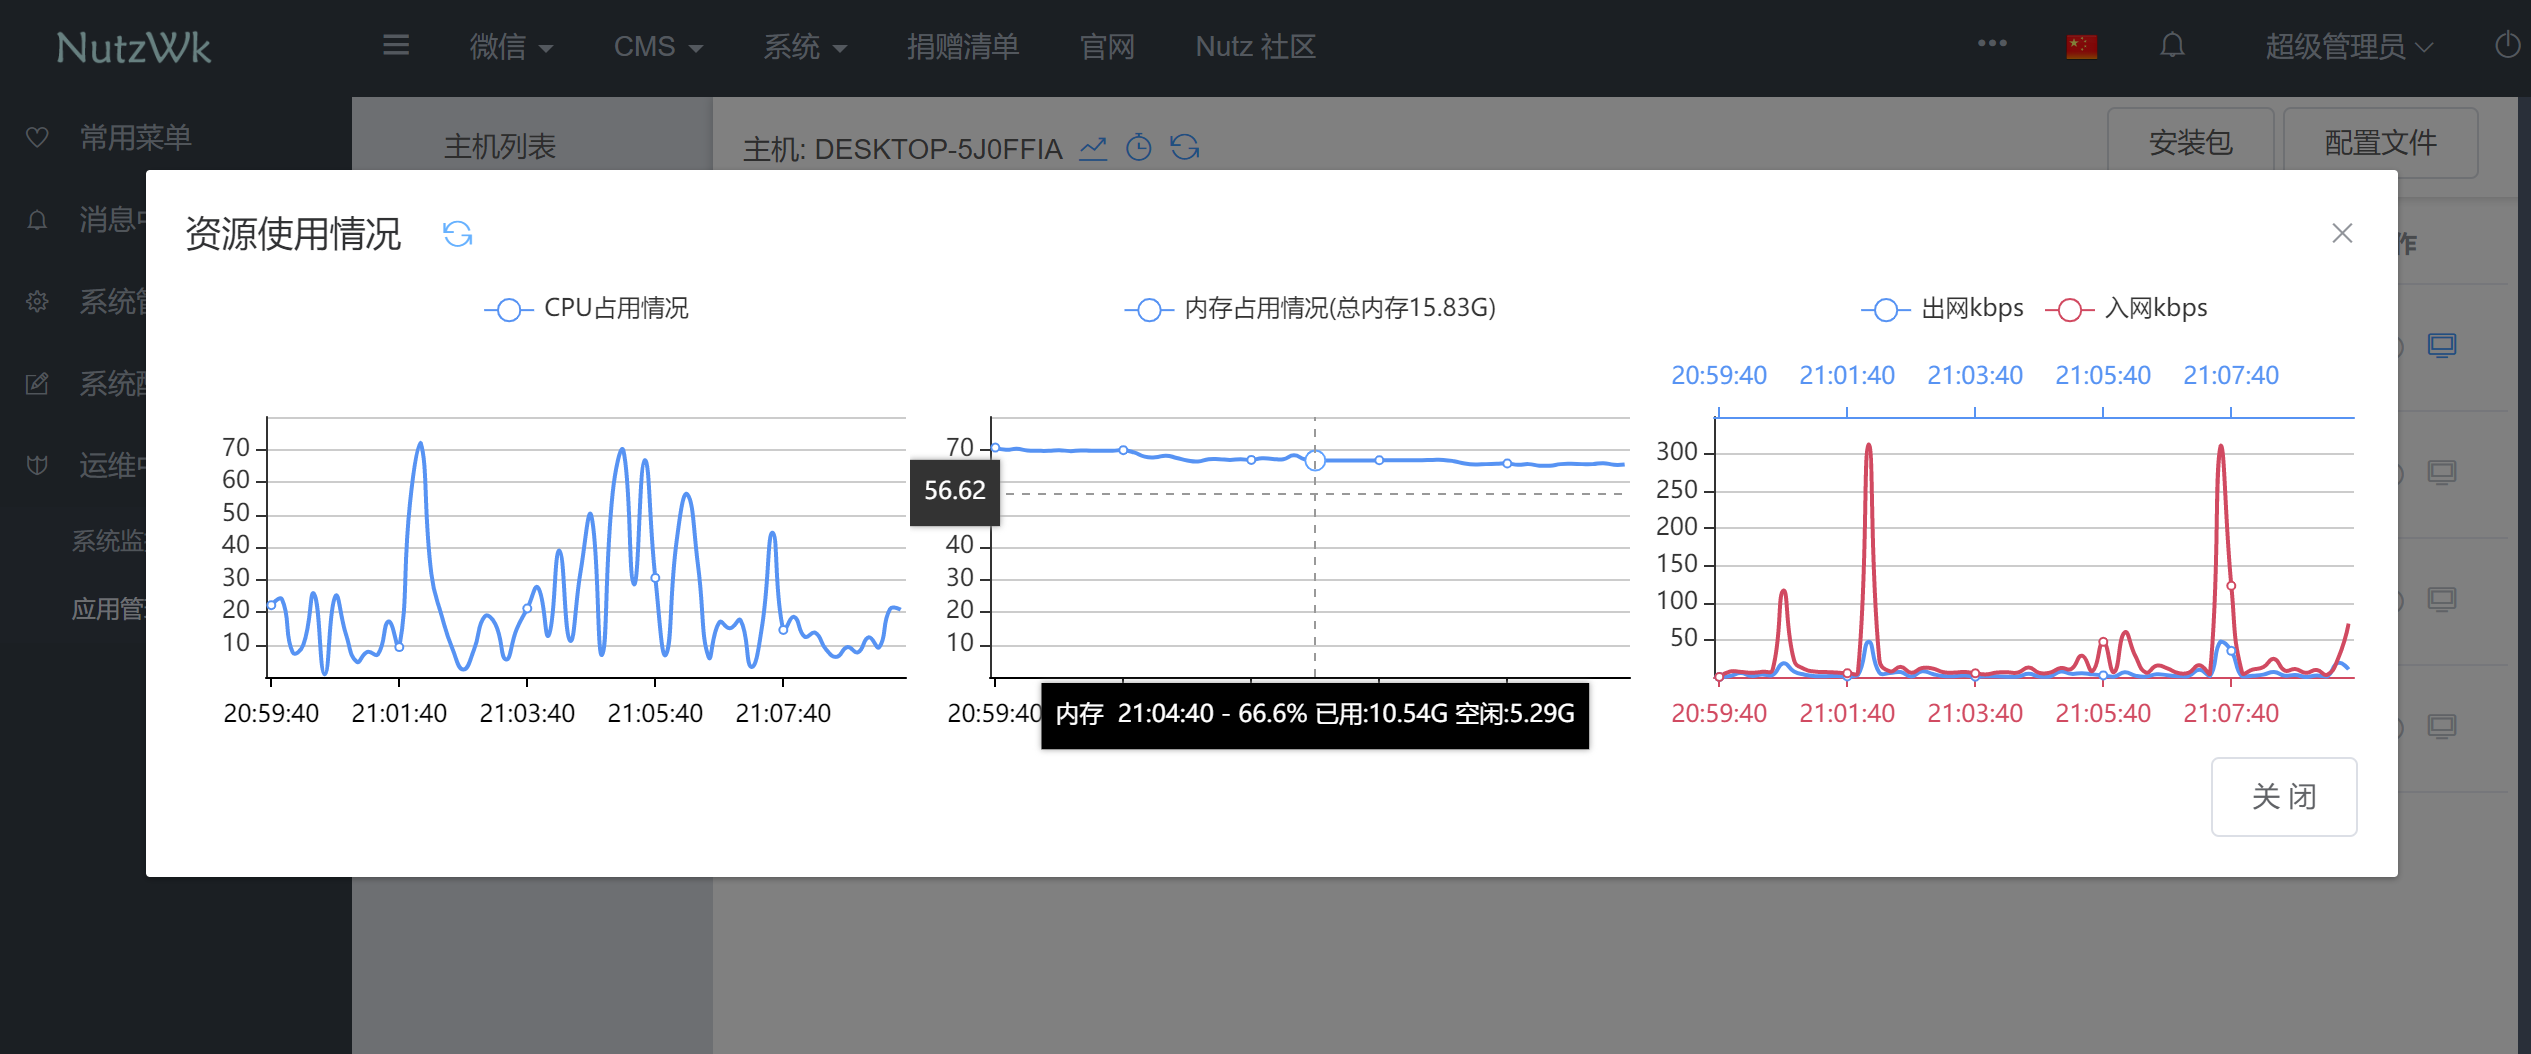 NutzWk
微信 CMS 系统 捐赠清单 官网 Nutz 社区 超级管理员
常用菜单
主机列表
主机: DESKTOP-5J0FFIA
安装包 配置文件
消息
系统
系统
运维
系统监
应用管
作
资源使用情况
CPU占用情况
70
60
50
40
30
20
10
20:59:40 21:01:40 21:03:40 21:05:40 21:07:40
内存占用情况(总内存15.83G)
70
56.62
40
30
20
10
20:59:40
内存 21:04:40 - 66.6% 已用:10.54G 空闲:5.29G
出网kbps 入网kbps
20:59:40 21:01:40 21:03:40 21:05:40 21:07:40
300
250
200
150
100
50
20:59:40 21:01:40 21:03:40 21:05:40 21:07:40
关 闭